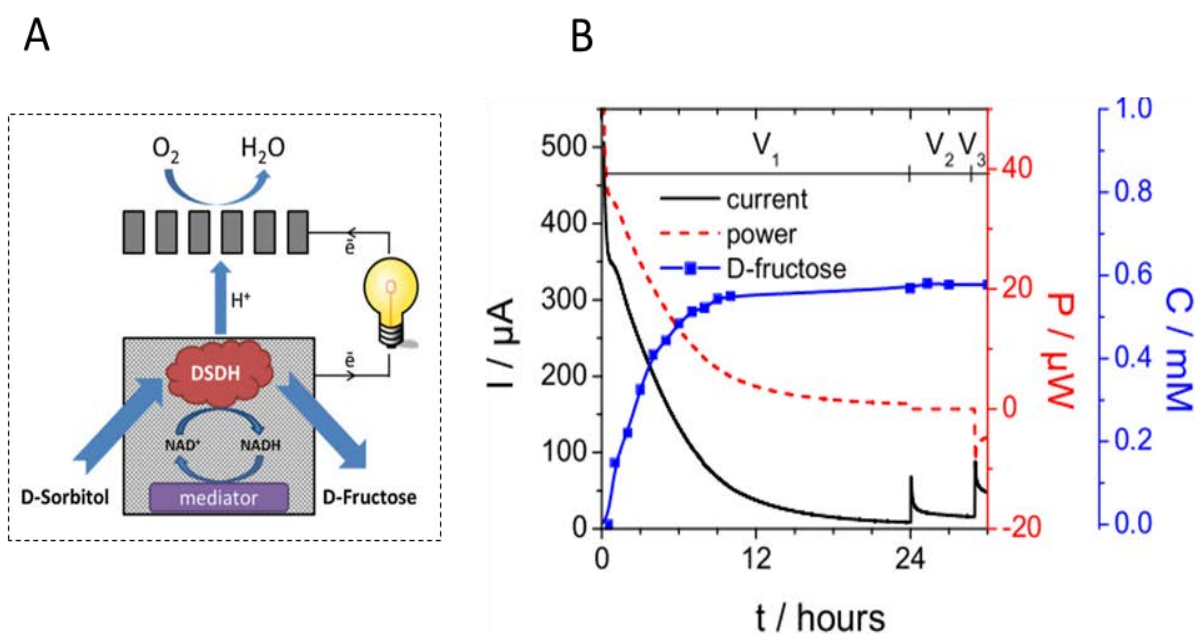 A
O₂ H₂O
ē
H⁺
DSDH
ē
NAD⁺ NADH
D-Sorbitol mediator D-Fructose
B
V₁ V₂ V₃
current
power
D-fructose
I / µA
500
400
300
200
100
0
P / µW
40
20
0
-20
C / mM
1.0
0.8
0.6
0.4
0.2
0.0
0 12 24
t / hours